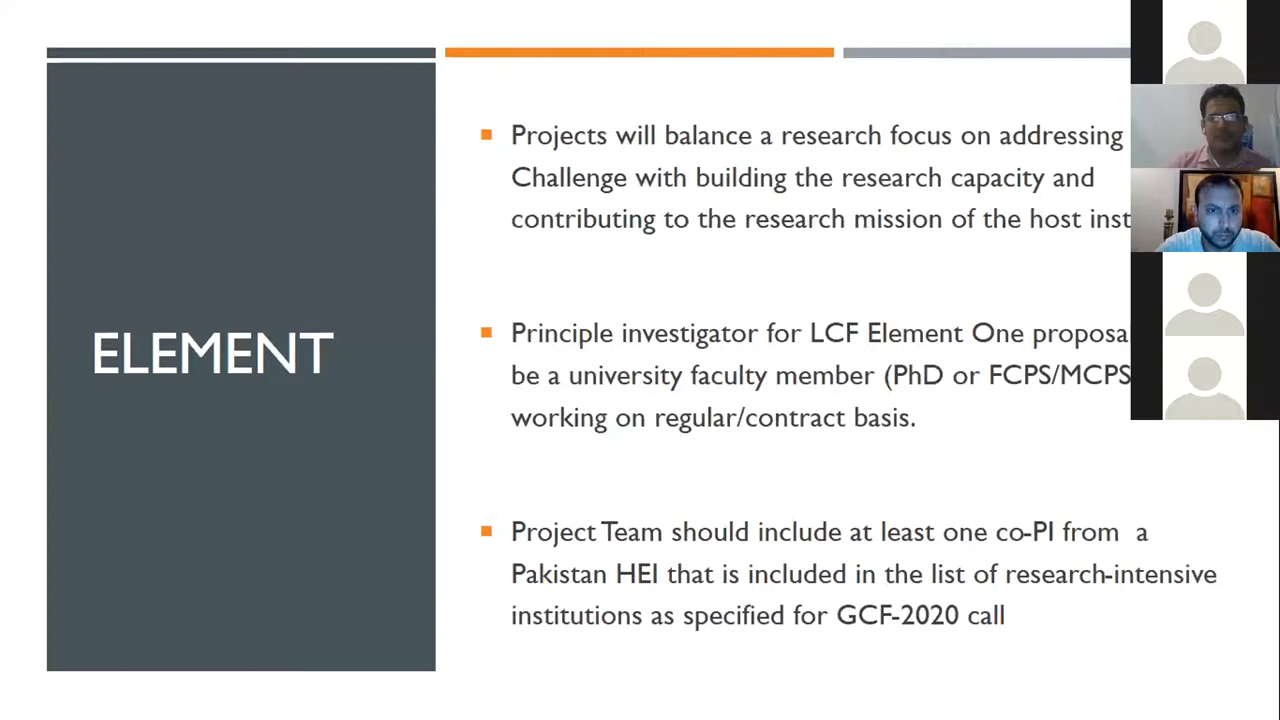 ELEMENT
Projects will balance a research focus on addressing
Challenge with building the research capacity and
contributing to the research mission of the host inst
Principle investigator for LCF Element One proposa
be a university faculty member (PhD or FCPS/MCPS
working on regular/contract basis.
Project Team should include at least one co-PI from a
Pakistan HEI that is included in the list of research-intensive
institutions as specified for GCF-2020 call